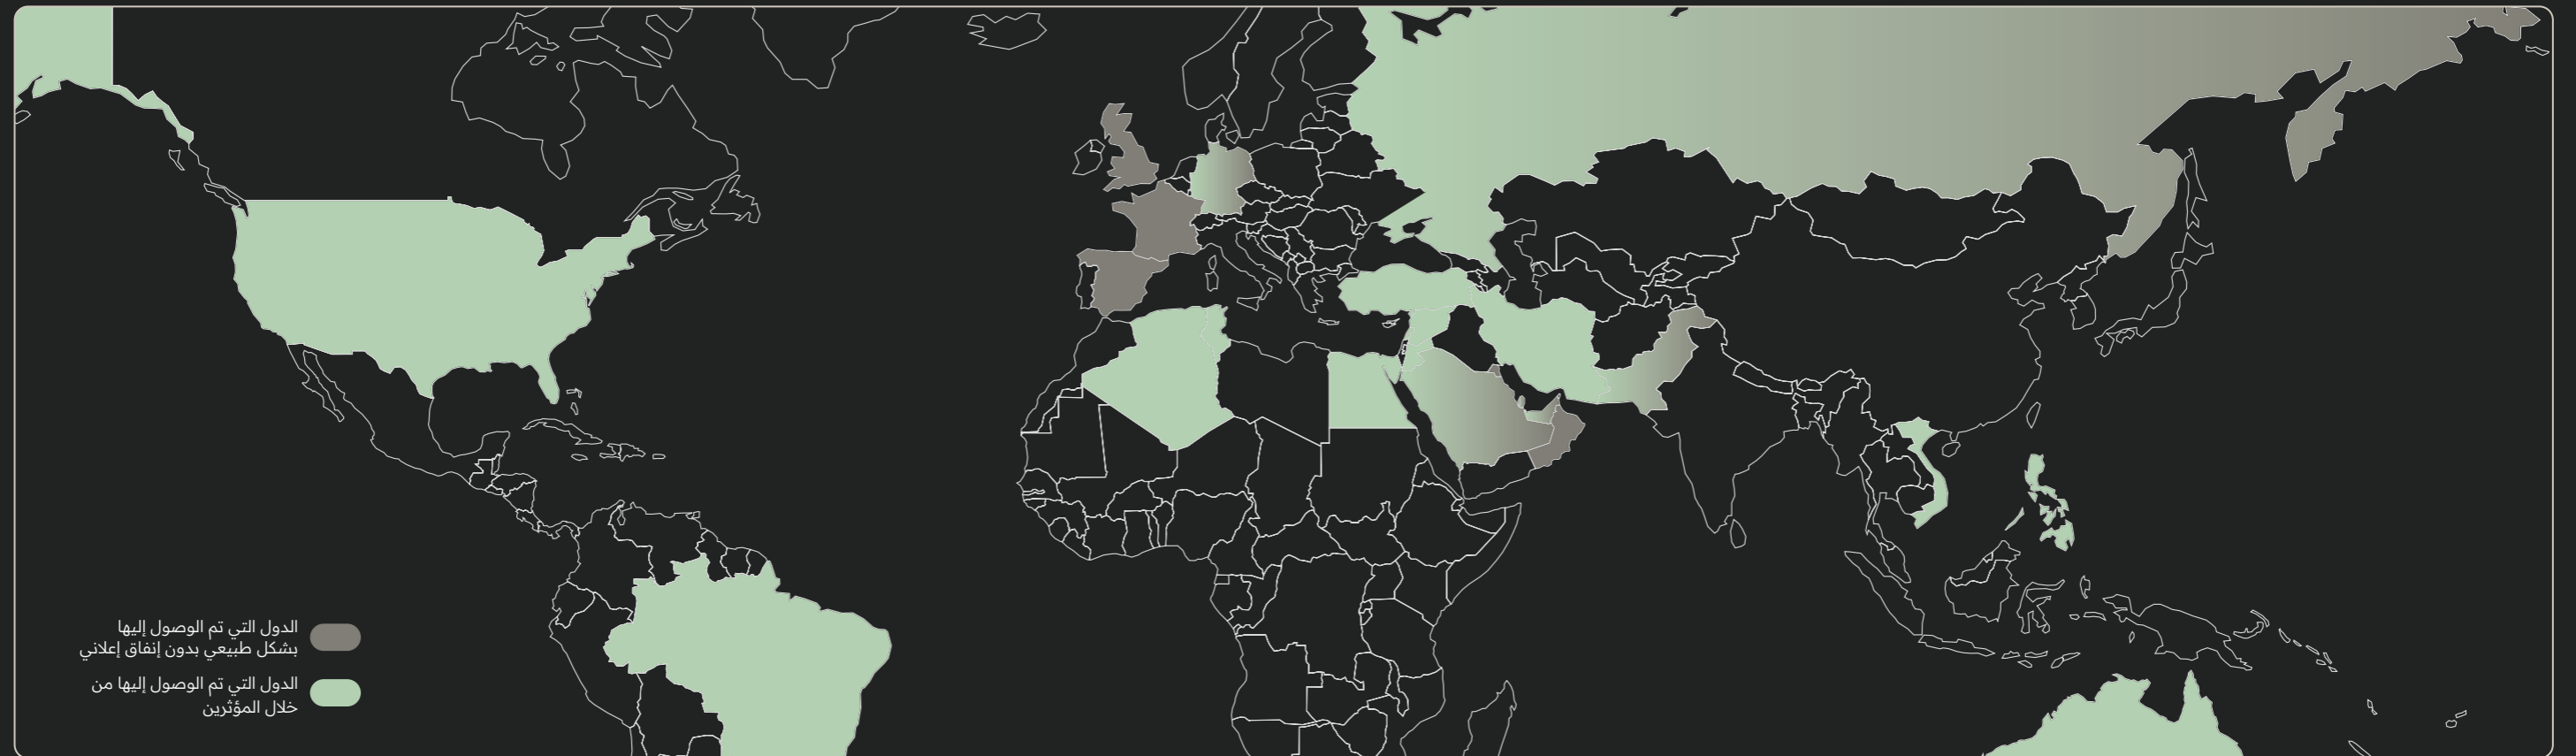 الدول التي تم الوصول إليها
بشكل طبيعي بدون إنفاق إعلاني
الدول التي تم الوصول إليها من
خلال المؤثرين